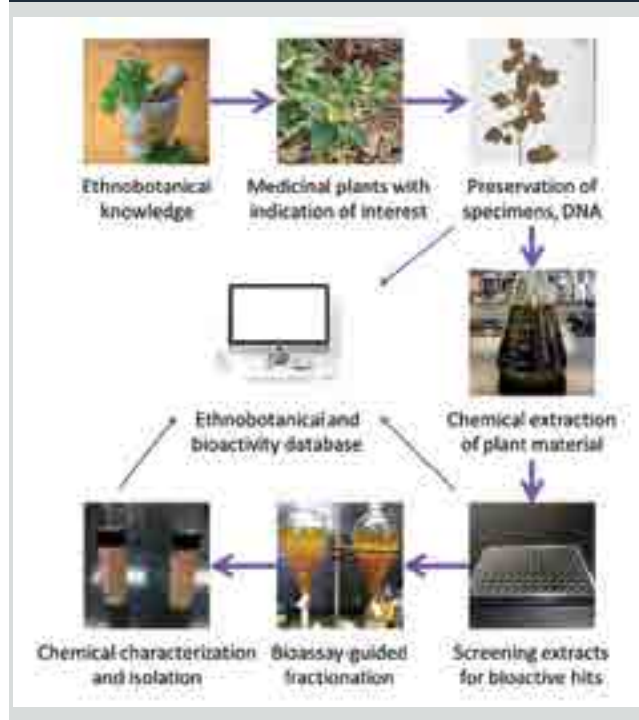 Ethnobotanical
knowledge
Medicinal plants with
indication of interest
Preservation of
specimens, DNA
Ethnobotanical and
bioactivity database
Chemical extraction
of plant material
Chemical characterization
and isolation
Bioassay-guided
fractionation
Screening extracts
for bioactive hits